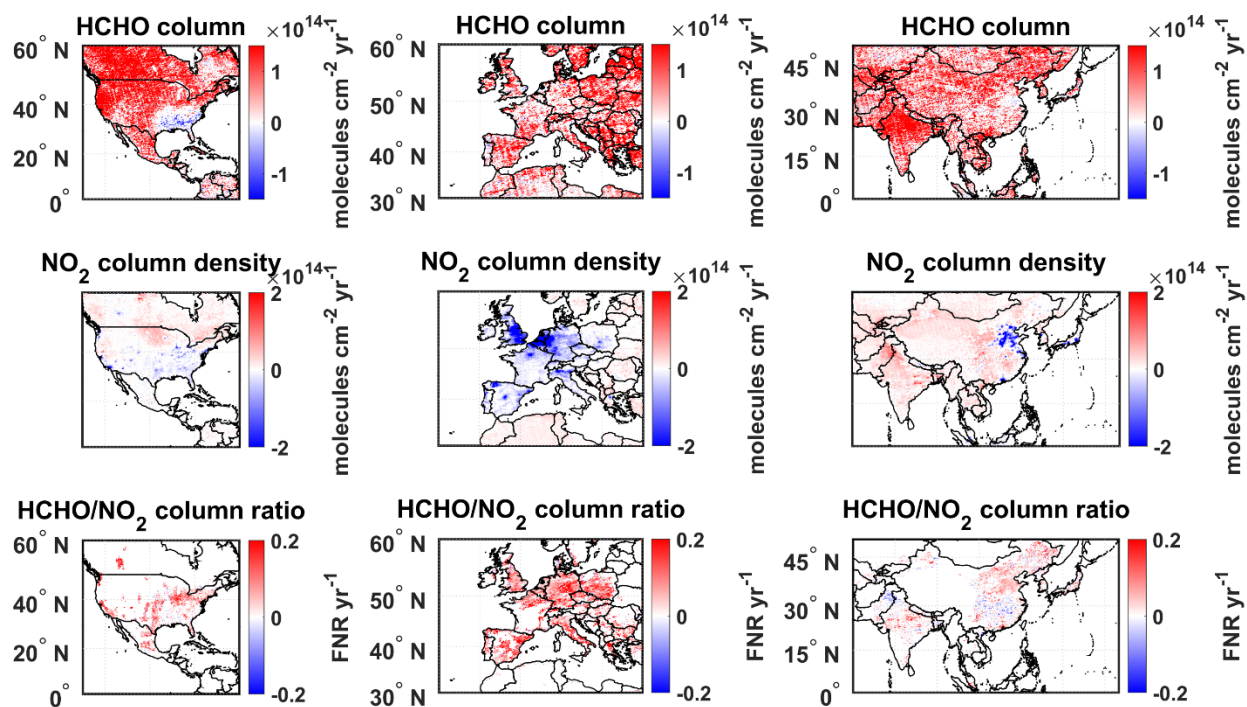 HCHO column
×10^14
60° N
40° N
20° N
0°
1
0
-1
molecules cm^-2 yr^-1
HCHO column
×10^14
60° N
50° N
40° N
30° N
1
0
-1
molecules cm^-2 yr^-1
HCHO column
×10^14
45° N
30° N
15° N
0°
1
0
-1
molecules cm^-2 yr^-1
NO₂ column density
×10^14
2
0
-2
molecules cm^-2 yr^-1
NO₂ column density
×10^14
2
0
-2
molecules cm^-2 yr^-1
NO₂ column density
×10^14
2
0
-2
molecules cm^-2 yr^-1
HCHO/NO₂ column ratio
60° N
40° N
20° N
0°
0.2
0
-0.2
FNR yr^-1
HCHO/NO₂ column ratio
60° N
50° N
40° N
30° N
0.2
0
-0.2
FNR yr^-1
HCHO/NO₂ column ratio
45° N
30° N
15° N
0°
0.2
0
-0.2
FNR yr^-1